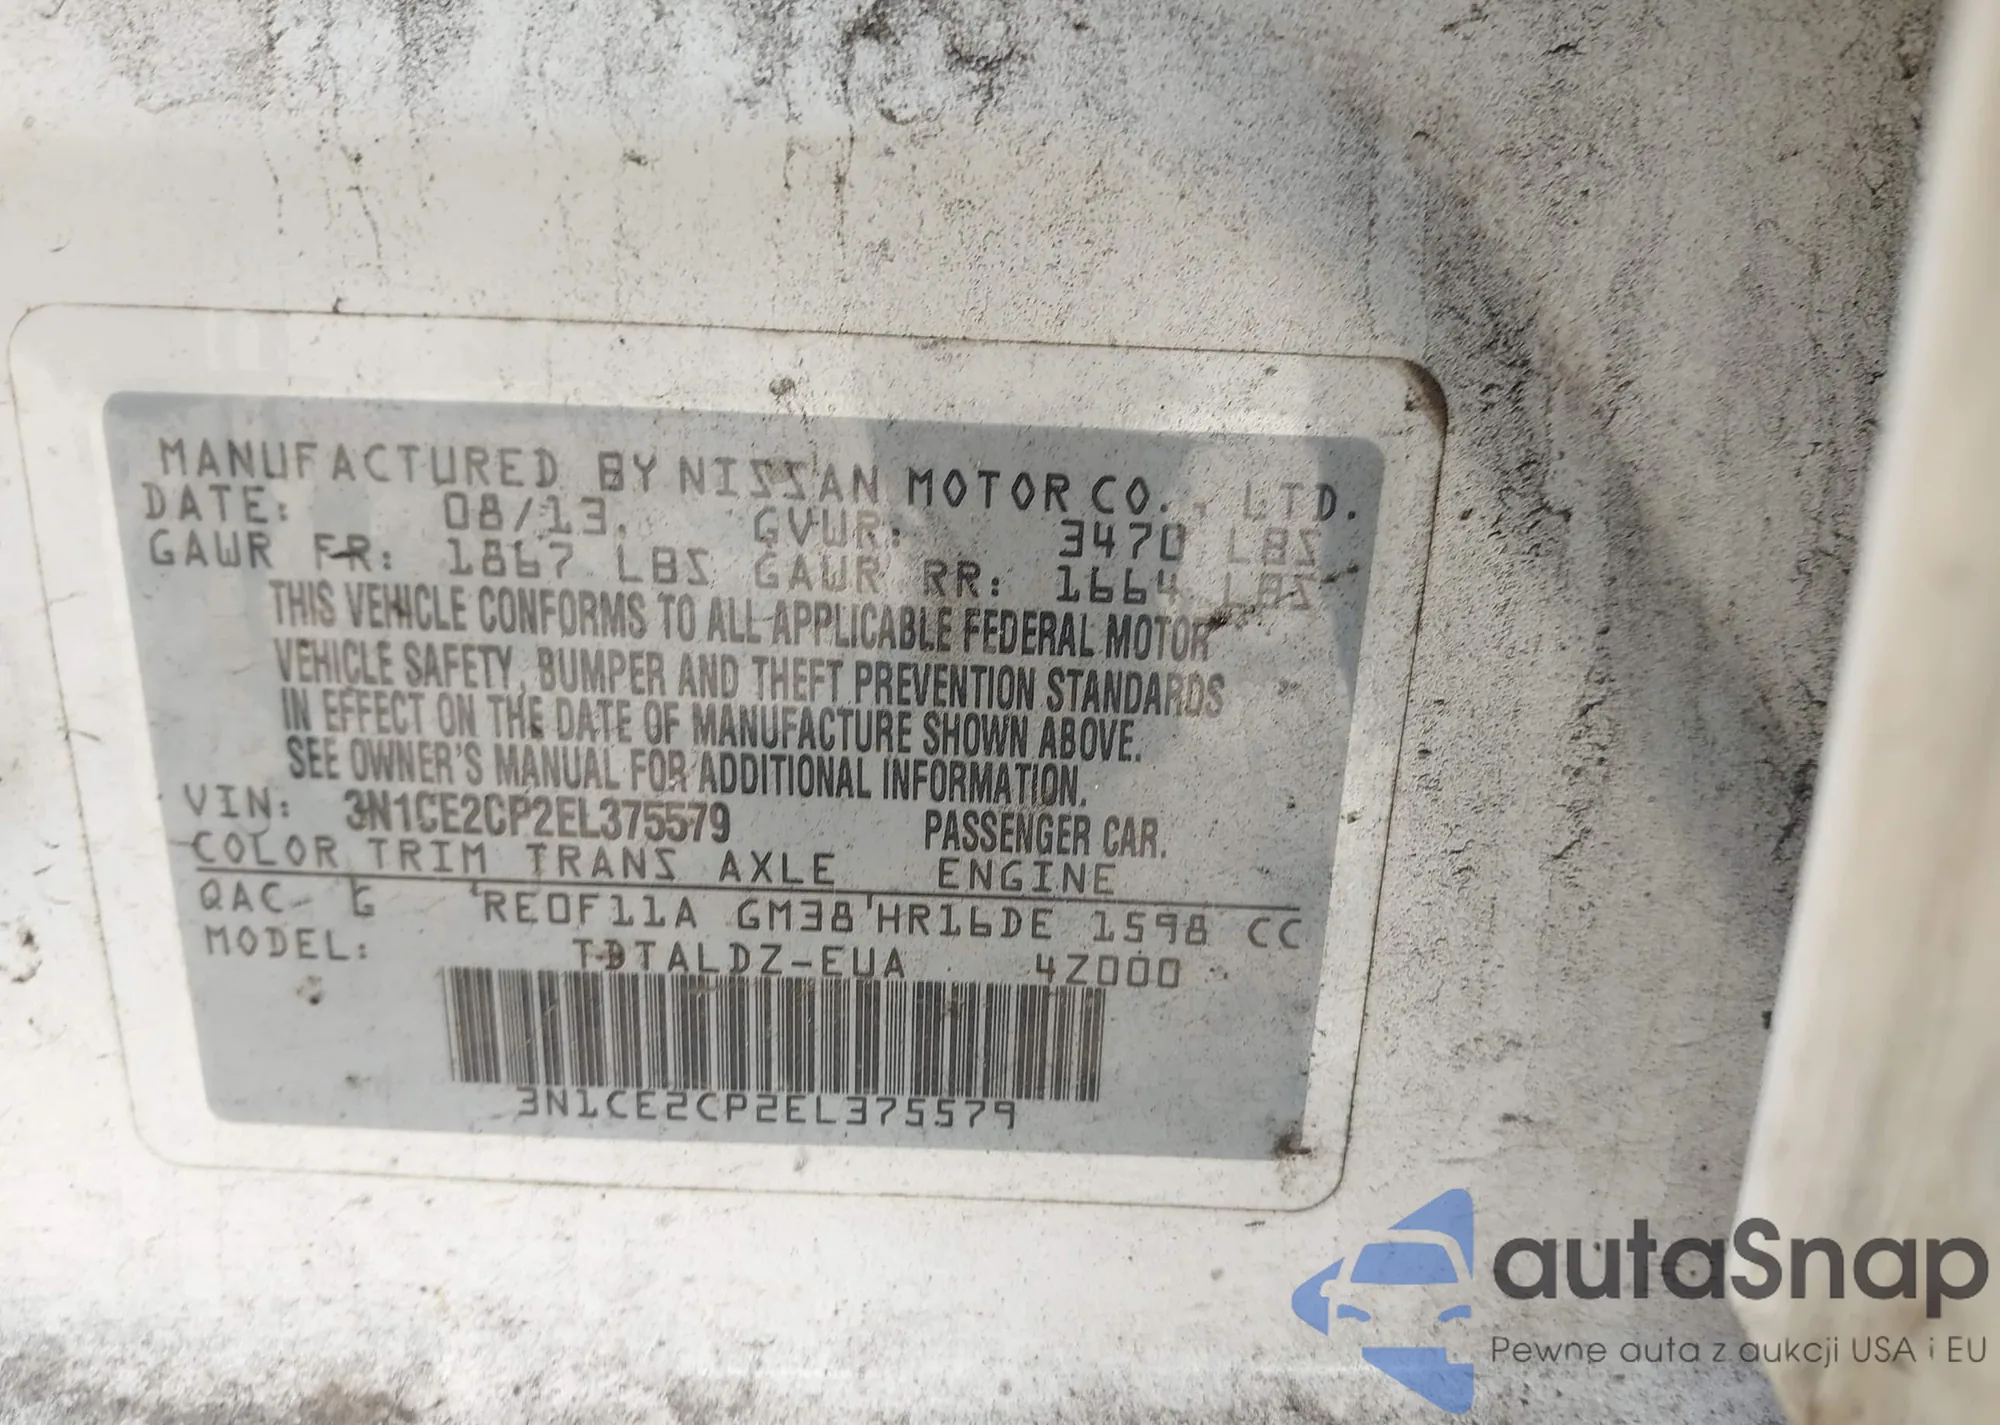 MANUFACTURED BY NISSAN MOTOR CO., LTD.
DATE: 08/13. GVWR: 3470 LBS
GAWR FR: 1867 LBS GAWR RR: 1664 LBS
THIS VEHICLE CONFORMS TO ALL APPLICABLE FEDERAL MOTOR
VEHICLE SAFETY, BUMPER AND THEFT PREVENTION STANDARDS
IN EFFECT ON THE DATE OF MANUFACTURE SHOWN ABOVE.
SEE OWNER'S MANUAL FOR ADDITIONAL INFORMATION.
VIN: 3N1CE2CP2EL375579 PASSENGER CAR.
COLOR TRIM TRANS AXLE ENGINE
QAC G RE0F11A GM38 HR16DE 1598 CC
MODEL: TDTALDZ-EUA 4Z000
3N1CE2CP2EL375579
autaSnap
Pewne auta z aukcji USA i EU